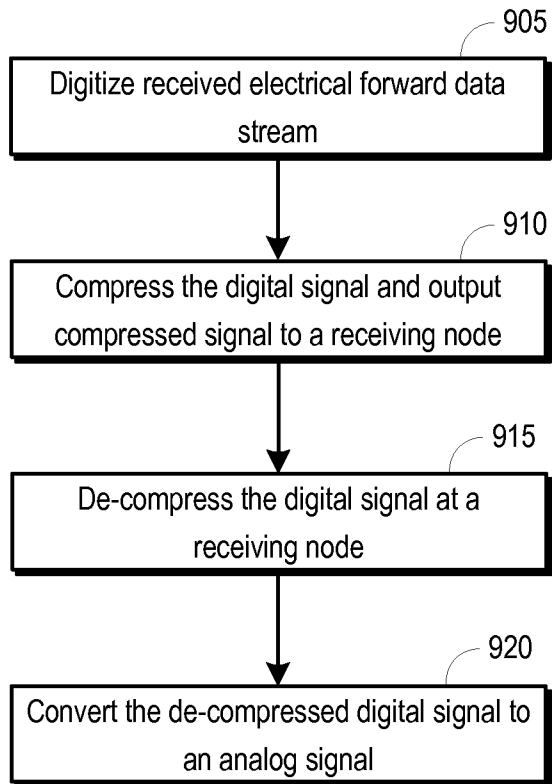 905
Digitize received electrical forward data
stream
910
Compress the digital signal and output
compressed signal to a receiving node
915
De-compress the digital signal at a
receiving node
920
Convert the de-compressed digital signal to
an analog signal